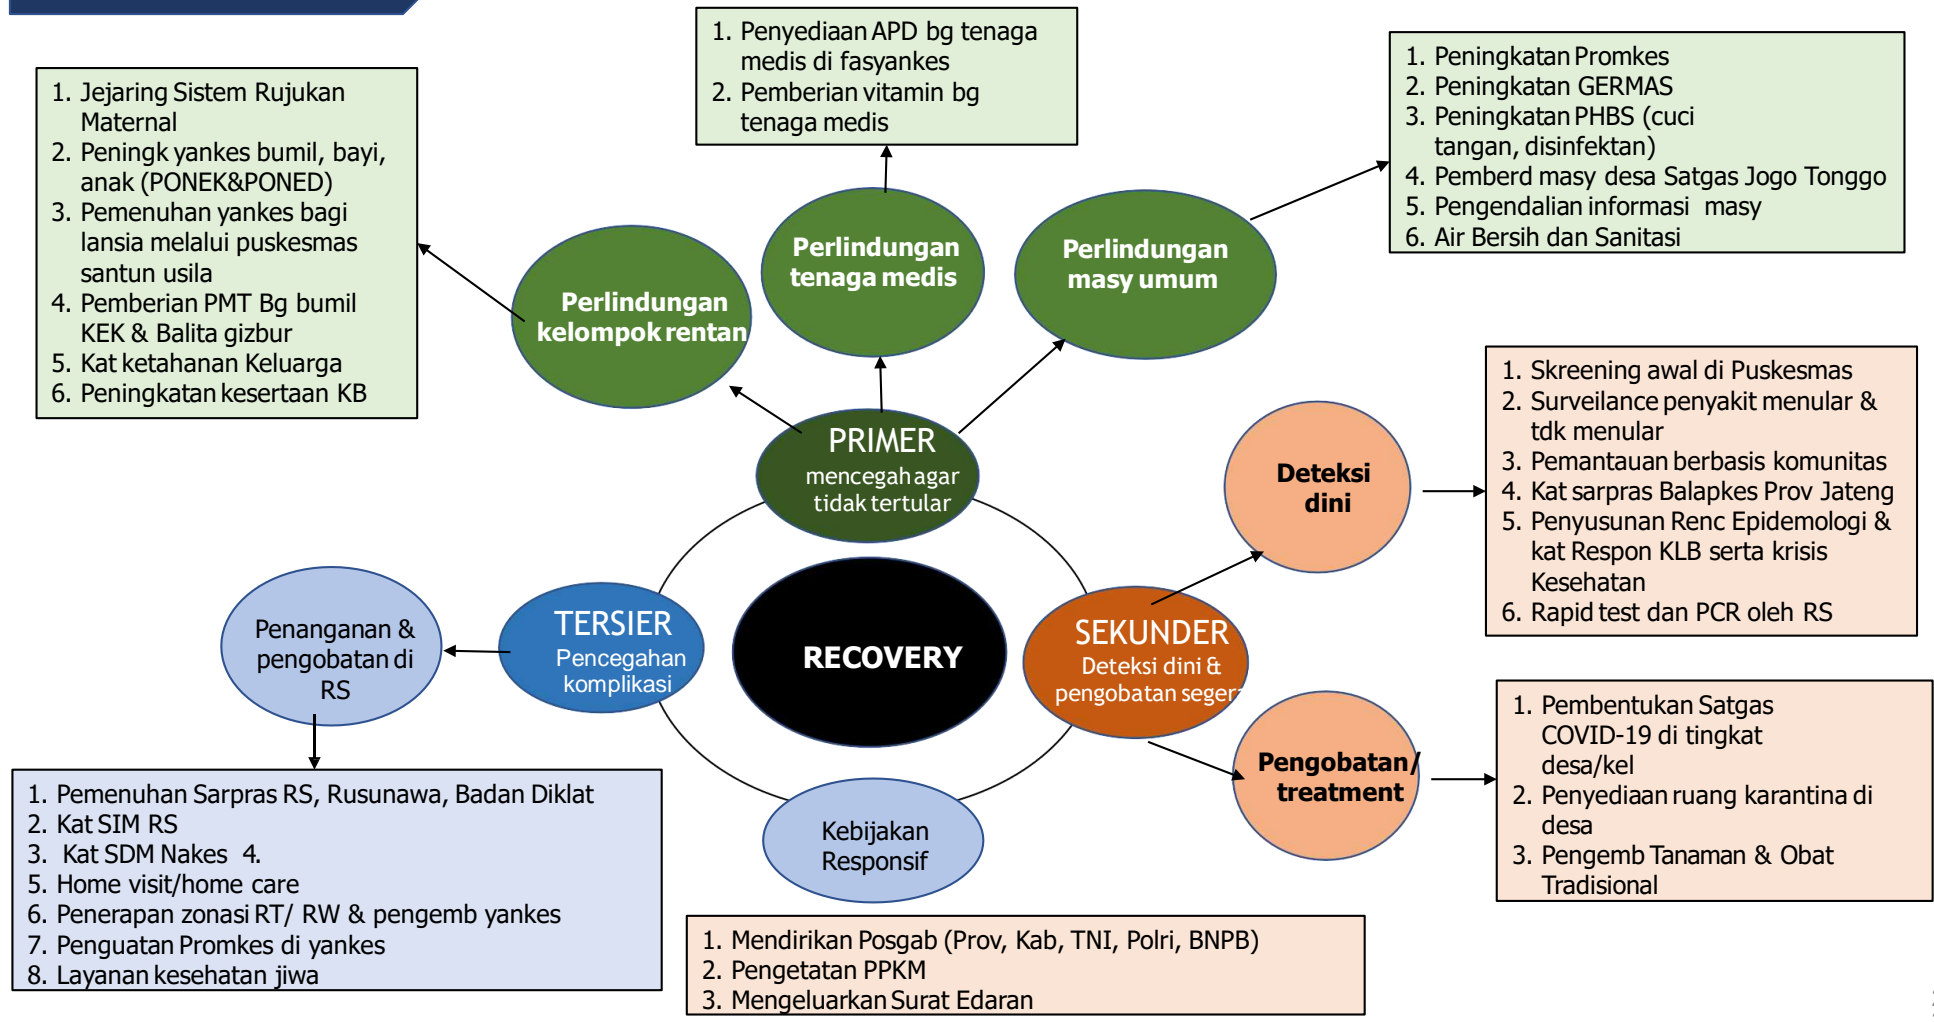 1. Penyediaan APD bg tenaga
medis di fasyankes
2. Pemberian vitamin bg
tenaga medis
1. Peningkatan Promkes
2. Peningkatan GERMAS
3. Peningkatan PHBS (cuci
tangan, disinfektan)
4. Pemberd masy desa Satgas Jogo Tonggo
5. Pengendalian informasi masy
6. Air Bersih dan Sanitasi
1. Jejaring Sistem Rujukan
Maternal
2. Peningk yankes bumil, bayi,
anak (PONEK&PONED)
3. Pemenuhan yankes bagi
lansia melalui puskesmas
santun usila
4. Pemberian PMT Bg bumil
KEK & Balita gizbur
5. Kat ketahanan Keluarga
6. Peningkatan kesertaan KB
Perlindungan
kelompok rentan
Perlindungan
tenaga medis
Perlindungan
masy umum
PRIMER
mencegah agar
tidak tertular
Deteksi
dini
1. Skreening awal di Puskesmas
2. Surveilance penyakit menular &
tdk menular
3. Pemantauan berbasis komunitas
4. Kat sarpras Balapkes Prov Jateng
5. Penyusunan Renc Epidemologi &
kat Respon KLB serta krisis
Kesehatan
6. Rapid test dan PCR oleh RS
Penanganan &
pengobatan di
RS
TERSIER
Pencegahan
komplikasi
RECOVERY
SEKUNDER
Deteksi dini &
pengobatan segera
Pengobatan/
treatment
1. Pembentukan Satgas
COVID-19 di tingkat
desa/kel
2. Penyediaan ruang karantina di
desa
3. Pengemb Tanaman & Obat
Tradisional
Kebijakan
Responsif
1. Pemenuhan Sarpras RS, Rusunawa, Badan Diklat
2. Kat SIM RS
3. Kat SDM Nakes 4.
5. Home visit/home care
6. Penerapan zonasi RT/ RW & pengemb yankes
7. Penguatan Promkes di yankes
8. Layanan kesehatan jiwa
1. Mendirikan Posgab (Prov, Kab, TNI, Polri, BNPB)
2. Pengetatan PPKM
3. Mengeluarkan Surat Edaran